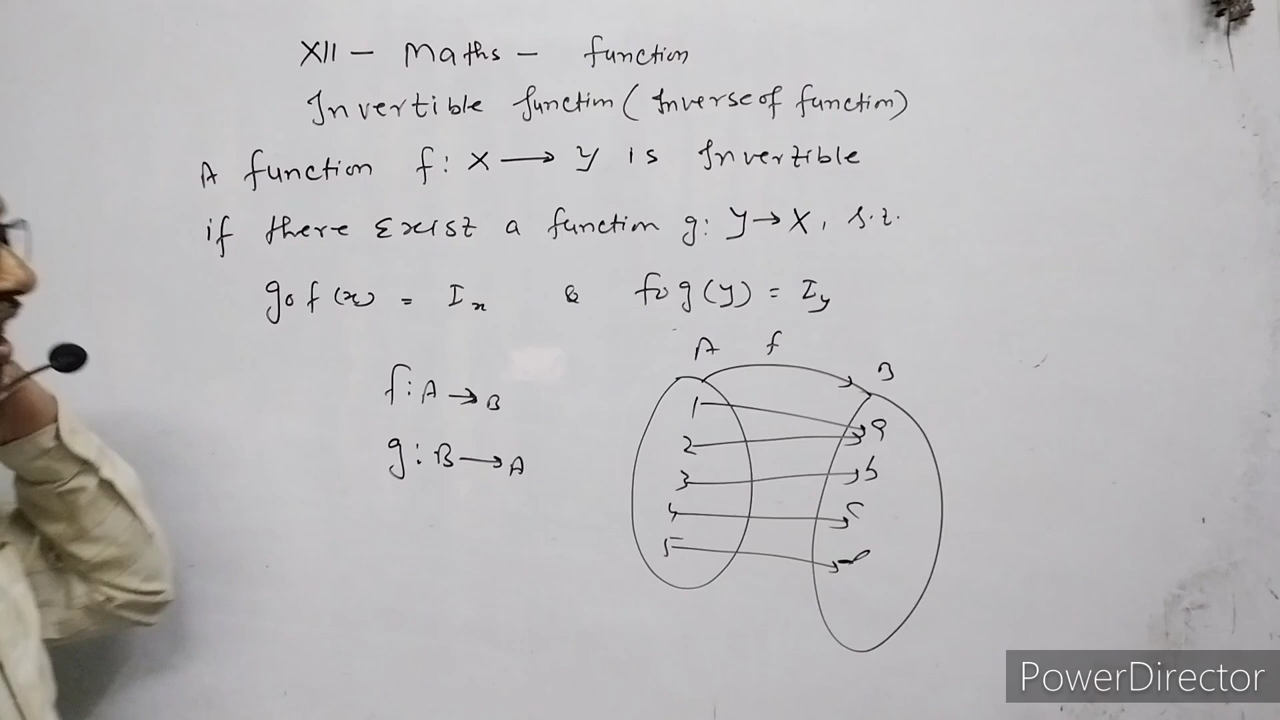 XII - Maths - function
Invertible function (Inverse of function)
A function f: X → Y is Invertible
if there Exist a function g: Y → X, s.t.
gof(x) = Ix & fog(y) = Iy
A f B
f: A → B
g: B → A
1 a
2
3 b
4 c
5
PowerDirector